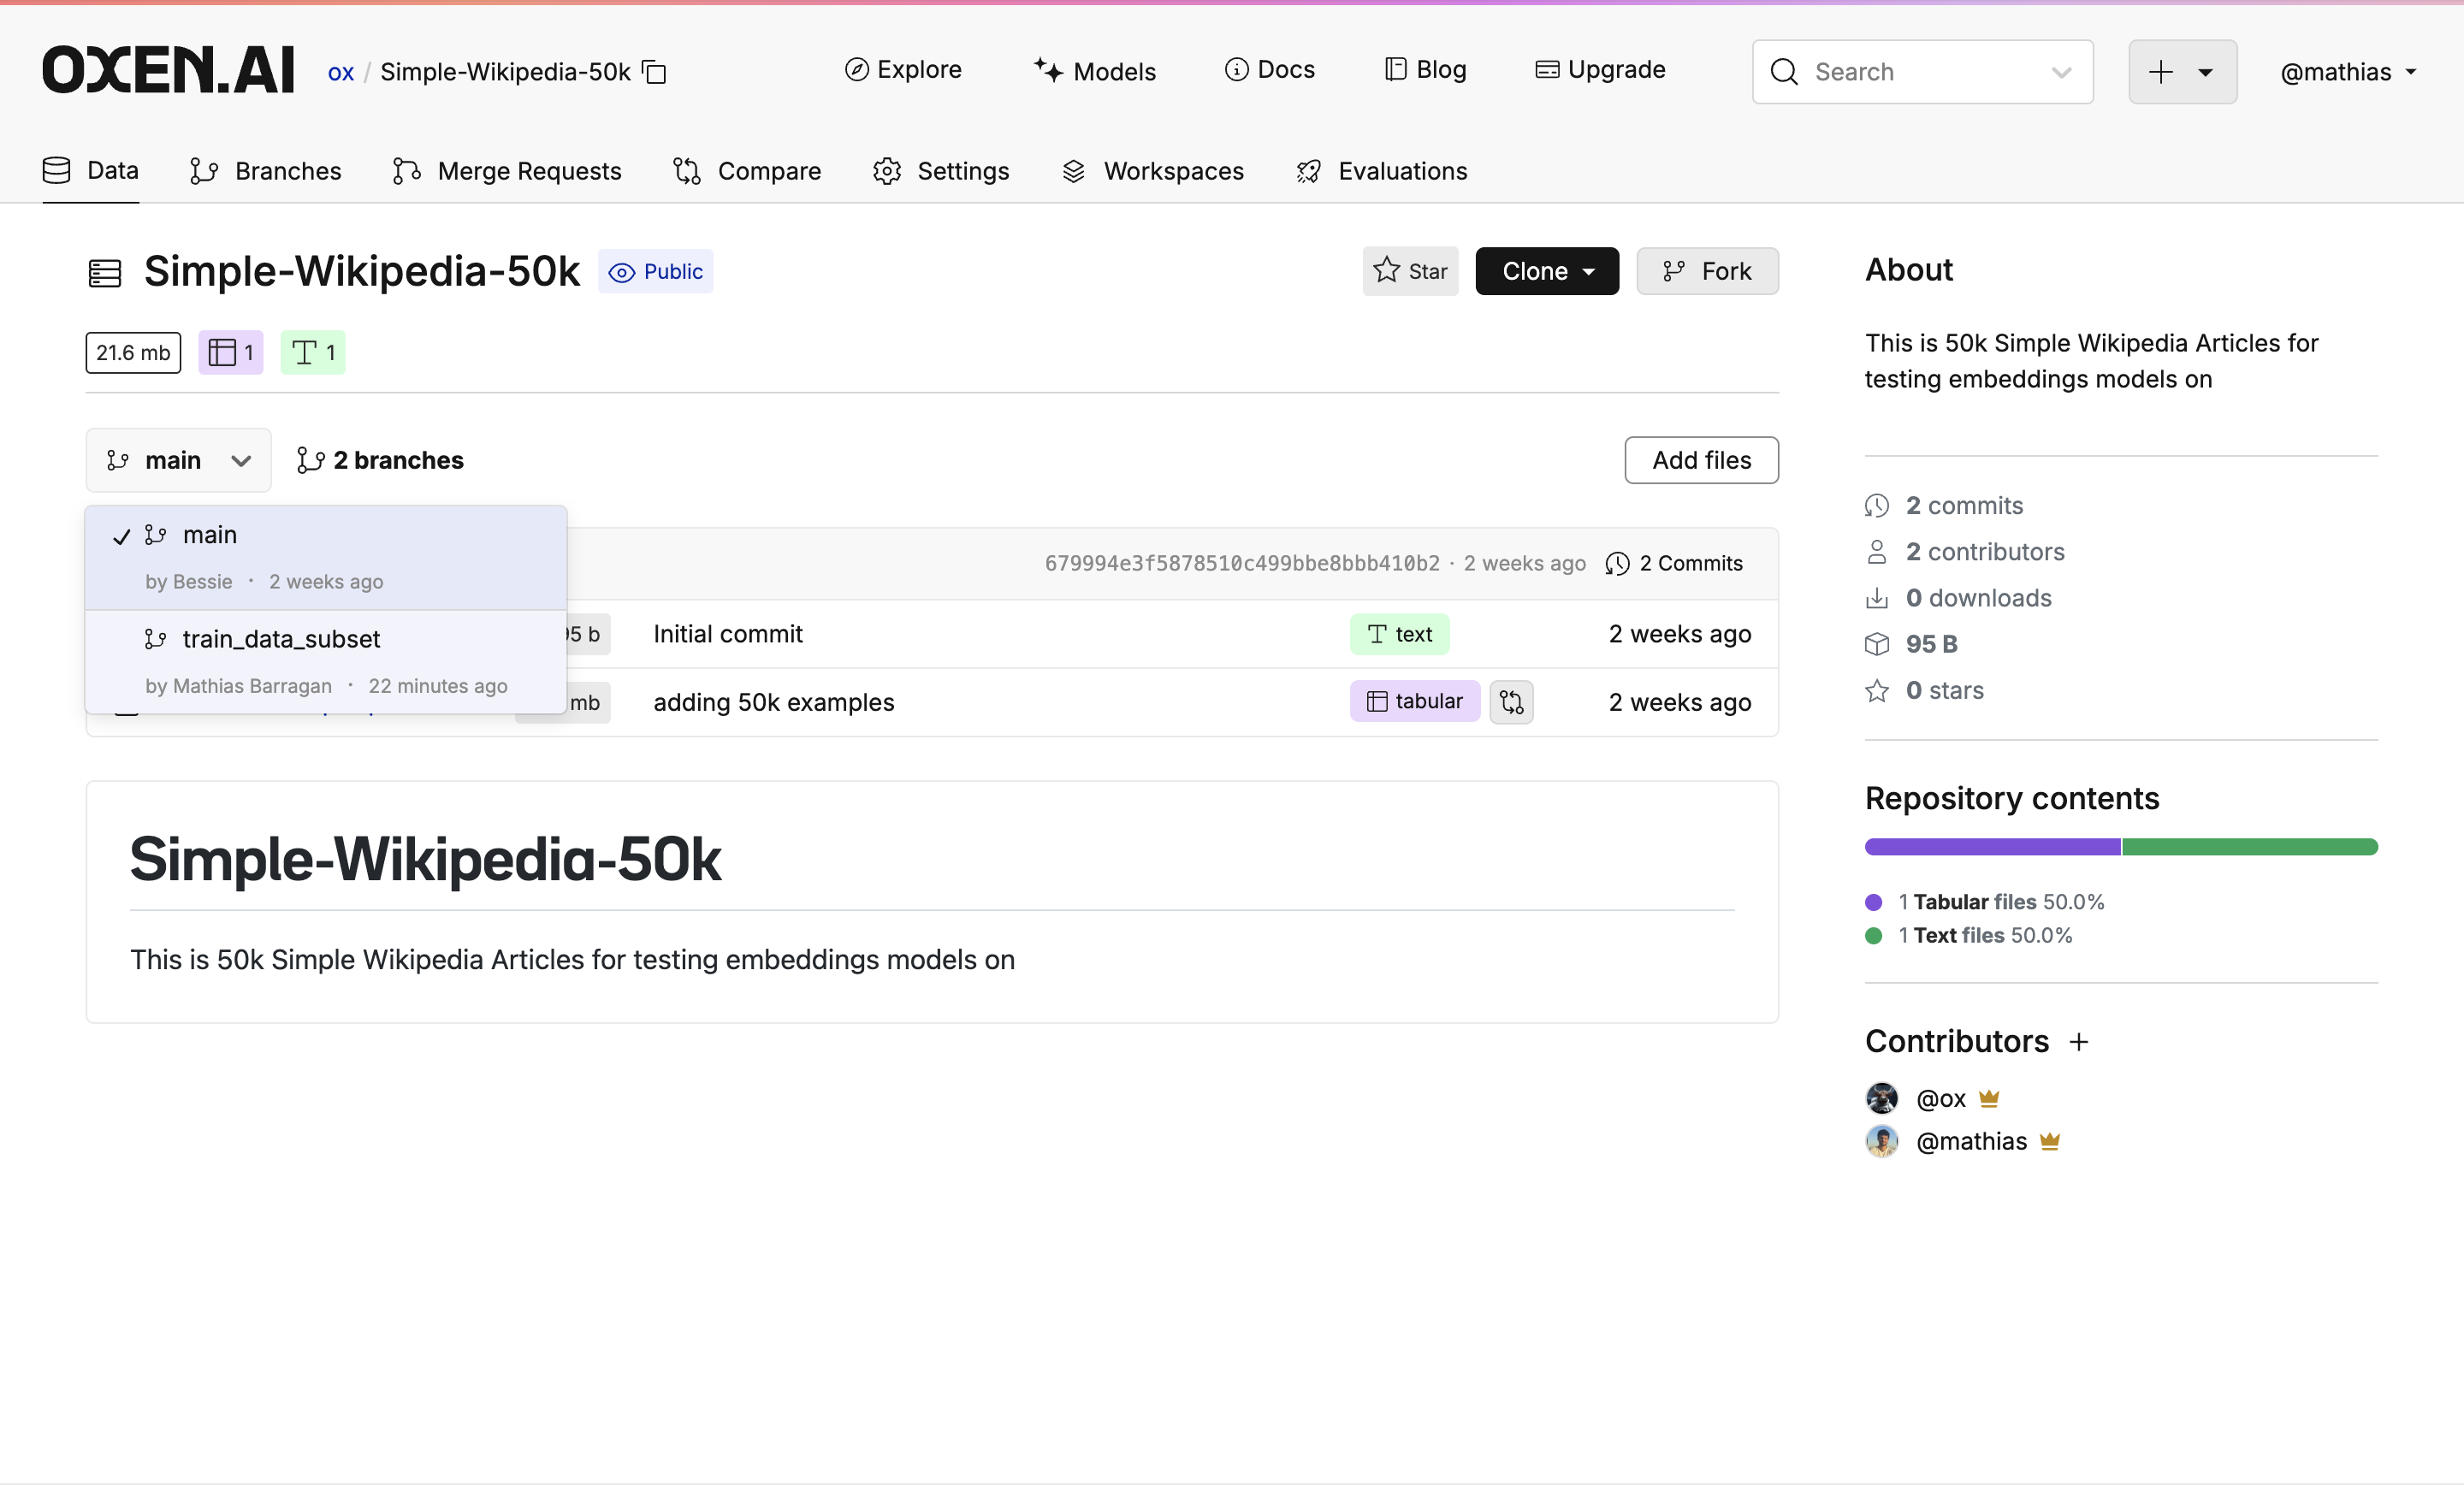 OXEN.AI ox / Simple-Wikipedia-50k Explore Models Docs Blog Upgrade Search @mathias
Data Branches Merge Requests Compare Settings Workspaces Evaluations
Simple-Wikipedia-50k Public Star Clone Fork
21.6 mb 1 1
main 2 branches Add files
main
by Bessie · 2 weeks ago
train_data_subset
by Mathias Barragan · 22 minutes ago
679994e3f5878510c499bbe8bbb410b2 · 2 weeks ago 2 Commits
b Initial commit text 2 weeks ago
mb adding 50k examples tabular 2 weeks ago
Simple-Wikipedia-50k
This is 50k Simple Wikipedia Articles for testing embeddings models on
About
This is 50k Simple Wikipedia Articles for
testing embeddings models on
2 commits
2 contributors
0 downloads
95 B
0 stars
Repository contents
1 Tabular files 50.0%
1 Text files 50.0%
Contributors +
@ox
@mathias